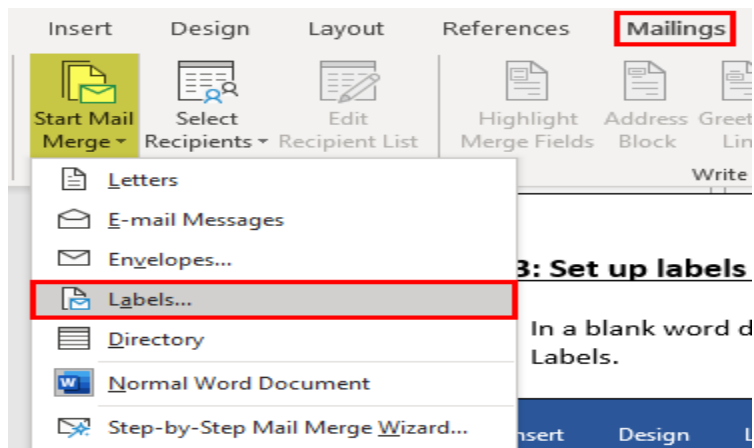 Insert Design Layout References Mailings
Start Mail Merge Select Recipients Edit Recipient List Highlight Merge Fields Address Block
Write
Letters
E-mail Messages
Envelopes...
3: Set up labels
Labels...
In a blank word
Directory
Labels.
Normal Word Document
Step-by-Step Mail Merge Wizard...
Design